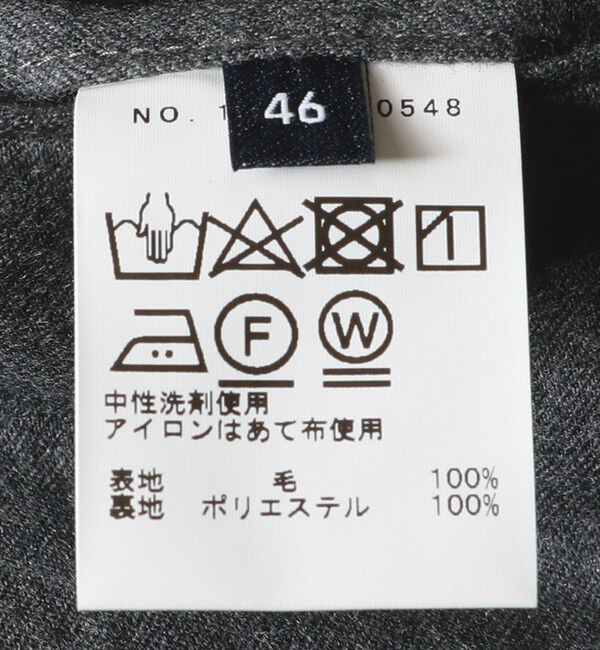 NO. 1 0548
46
F W
中性洗剤使用
アイロンはあて布使用
表地 毛 100%
裏地 ポリエステル 100%